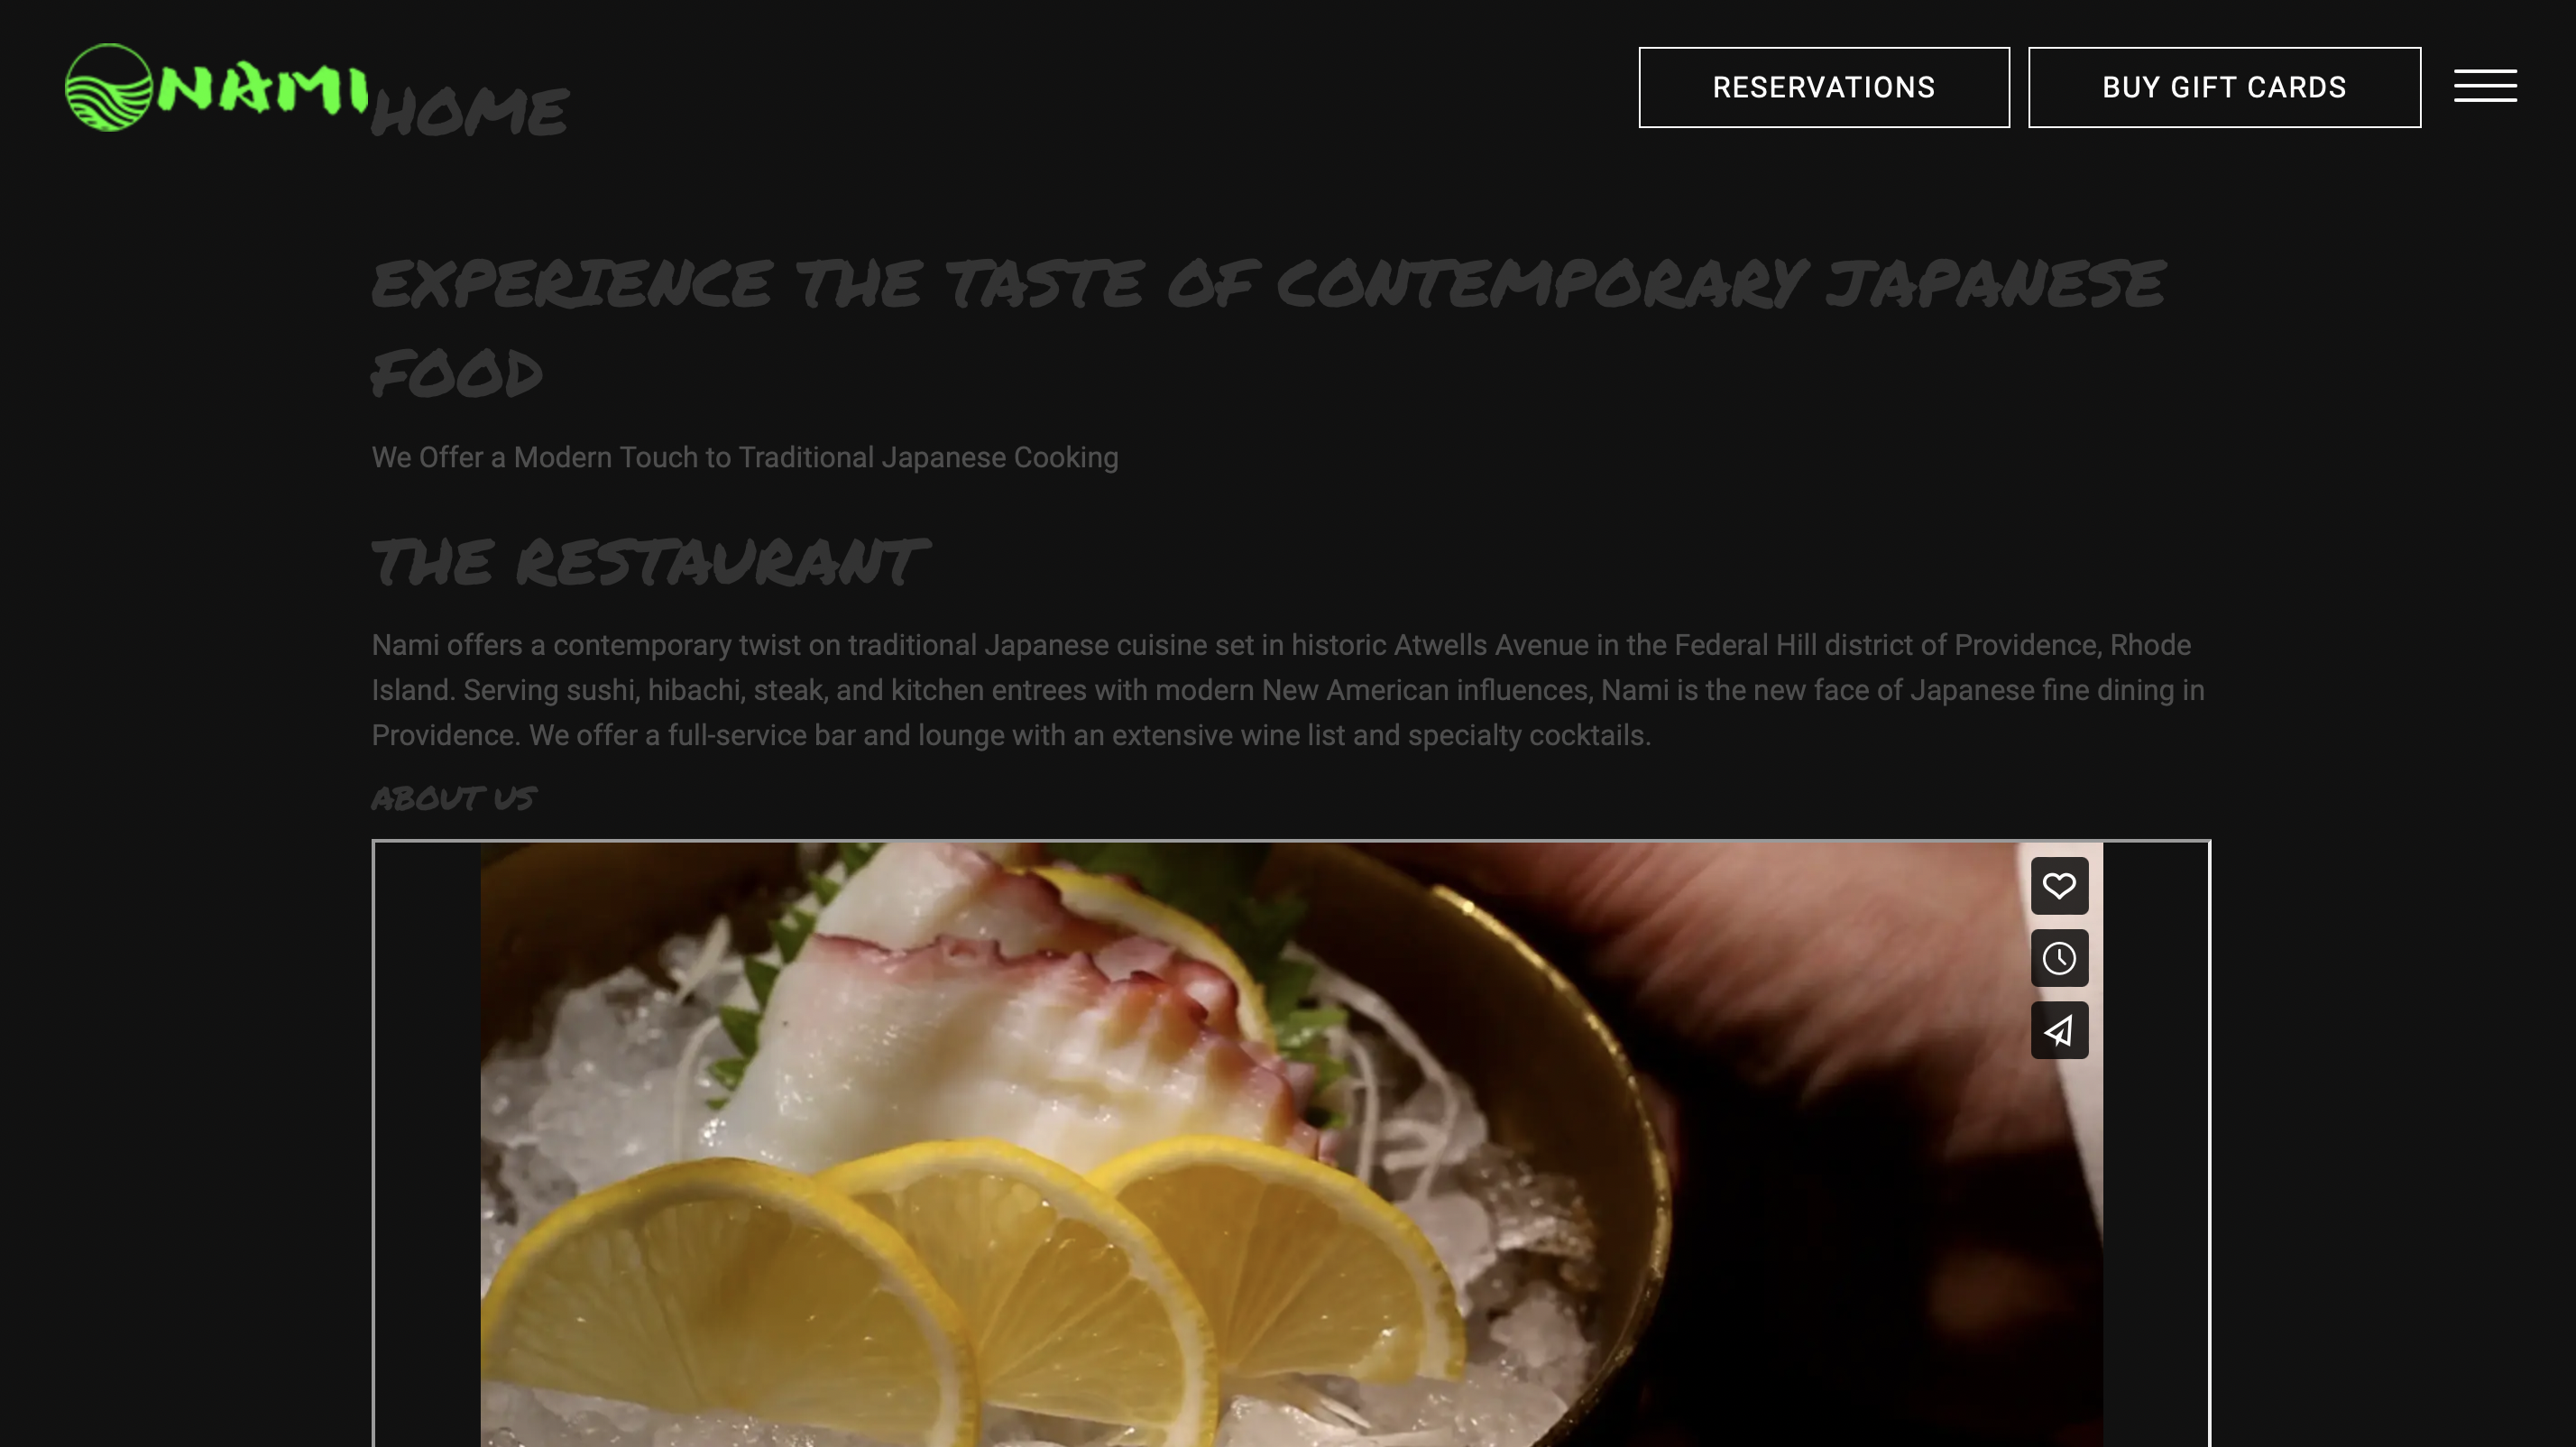 NAMI
HOME
RESERVATIONS
BUY GIFT CARDS
EXPERIENCE THE TASTE OF CONTEMPORARY JAPANESE
FOOD
We Offer a Modern Touch to Traditional Japanese Cooking
THE RESTAURANT
Nami offers a contemporary twist on traditional Japanese cuisine set in historic Atwells Avenue in the Federal Hill district of Providence, Rhode
Island. Serving sushi, hibachi, steak, and kitchen entrees with modern New American influences, Nami is the new face of Japanese fine dining in
Providence. We offer a full-service bar and lounge with an extensive wine list and specialty cocktails.
ABOUT US